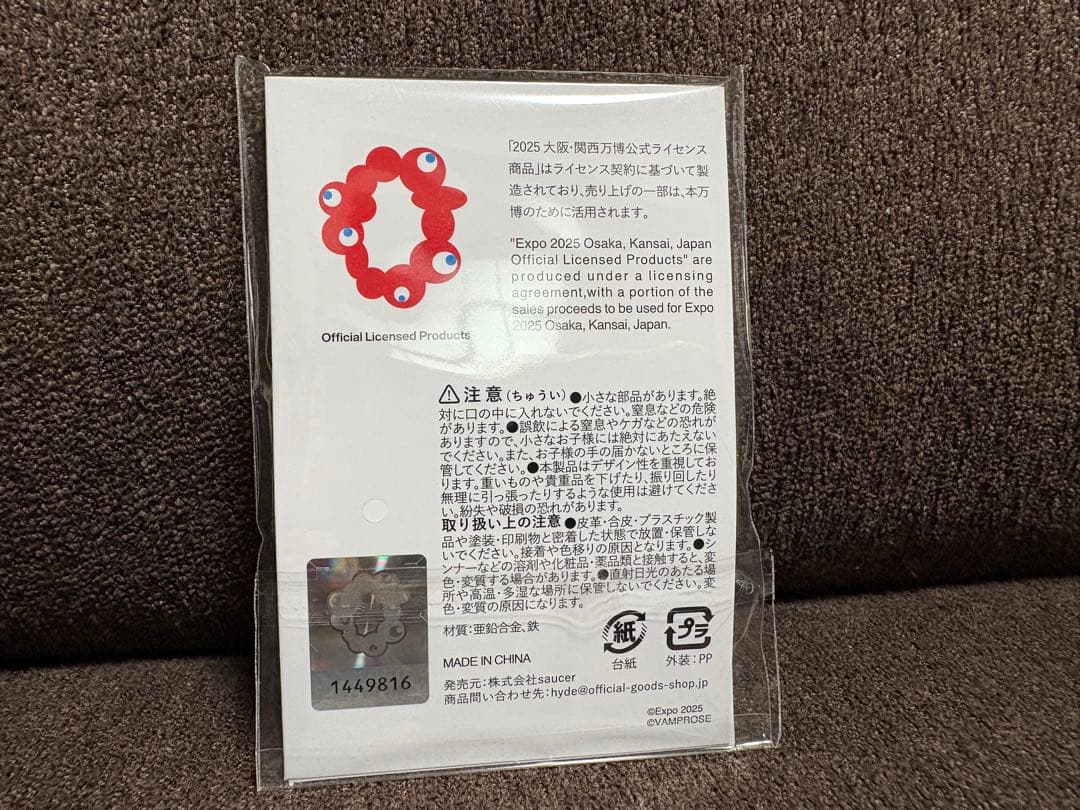 「2025 大阪・関西万博公式ライセンス
商品」はライセンス契約に基づいて製
造されており、売り上げの一部は、本万
博のために活用されます。
"Expo 2025 Osaka, Kansai, Japan
Official Licensed Products" are
produced under a licensing
agreement,with a portion of the
sales proceeds to be used for Expo
2025 Osaka, Kansai, Japan.
Official Licensed Products
注意(ちゅうい)●小さな部品があります。絶
対に口の中に入れないでください。窒息などの危険
があります。●誤飲による窒息やケガなどの恐れが
ありますので、小さなお子様には絶対にあたえない
でください。また、お子様の手の届かないところに保
管してください。●本製品はデザイン性を重視してお
ります。重いものや貴重品を下げたり、振り回したり
無理に引っ張ったりするような使用は避けてくださ
い。紛失や破損の恐れがあります。
取り扱い上の注意●皮革・合皮・プラスチック製
品や塗装・印刷物と密着した状態で放置・保管しな
いでください。接着や色移りの原因となります。●シ
ンナーなどの溶剤や化粧品・薬品類と接触すると、変
色・変質する場合があります。●直射日光のあたる場
所や高温・多湿な場所に保管しないでください。変
色・変質の原因になります。
材質:亜鉛合金、鉄
紙
台紙
プラ
外装:PP
MADE IN CHINA
発売元:株式会社saucer
商品問い合わせ先:hyde@official-goods-shop.jp
1449816
©Expo 2025
©VAMPROSE